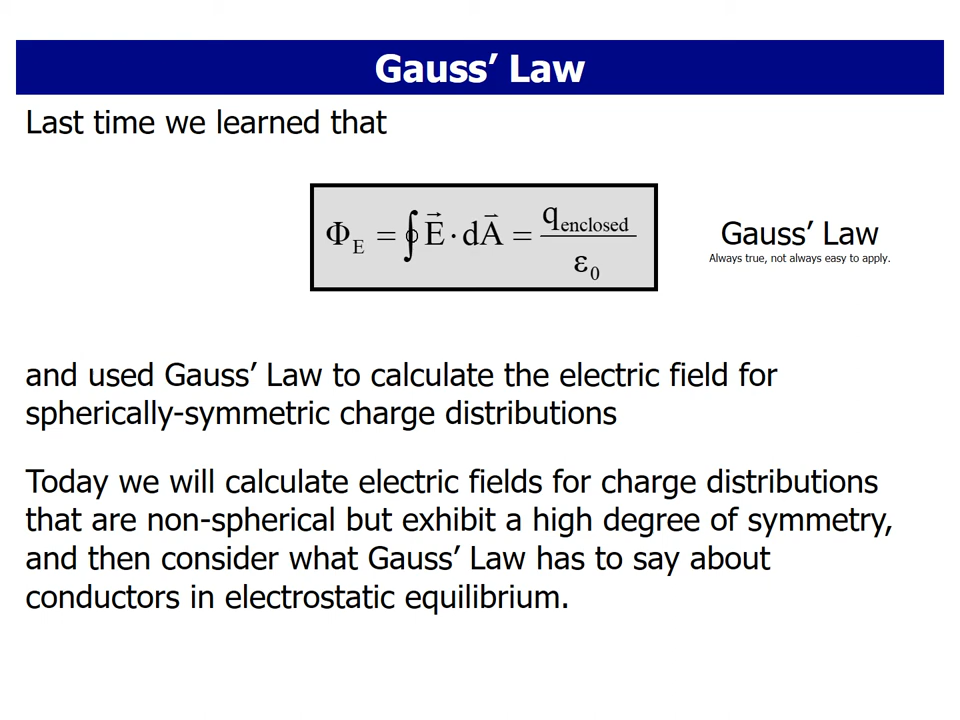 Gauss’ Law
Last time we learned that
Φ_E = ∮ E⃗ · dA⃗ = q_enclosed / ε_0
Gauss’ Law
Always true, not always easy to apply.
and used Gauss’ Law to calculate the electric field for
spherically-symmetric charge distributions
Today we will calculate electric fields for charge distributions
that are non-spherical but exhibit a high degree of symmetry,
and then consider what Gauss’ Law has to say about
conductors in electrostatic equilibrium.